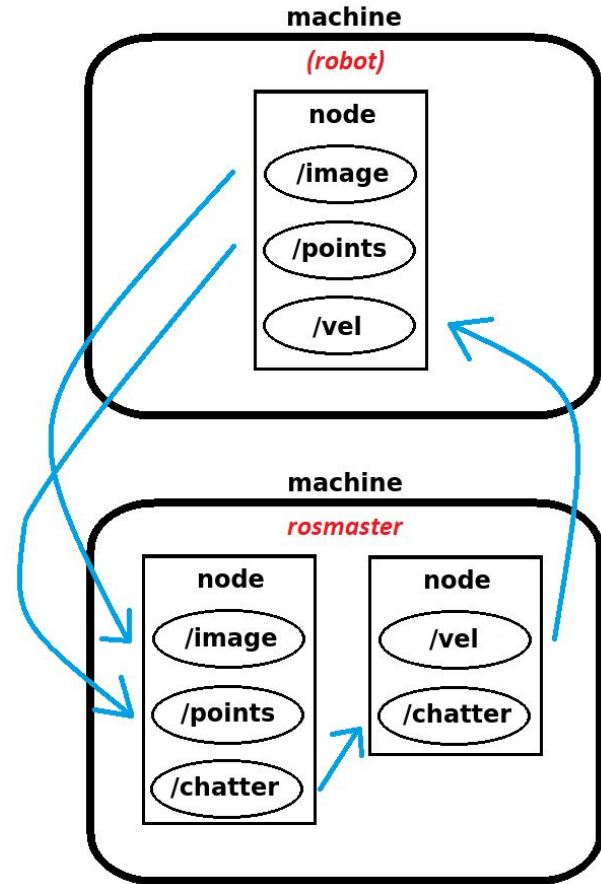 machine
(robot)
node
/image
/points
/vel
machine
rosmaster
node
/image
/points
/chatter
node
/vel
/chatter